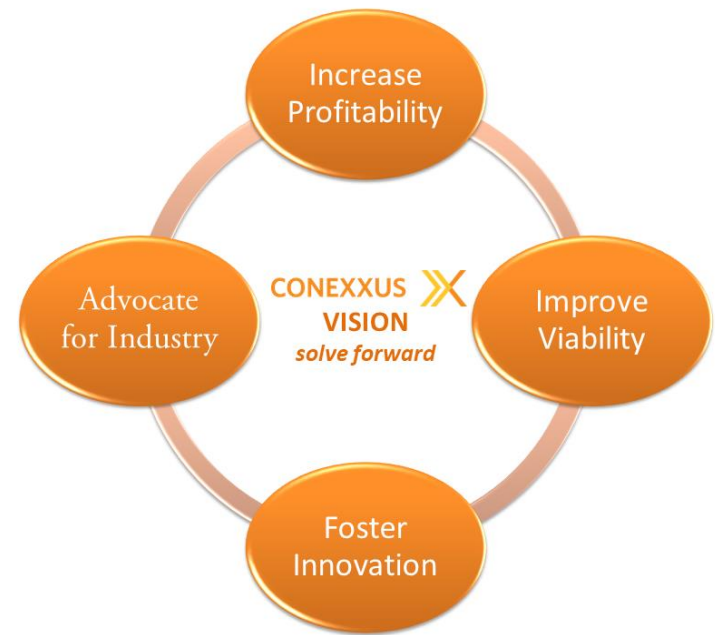 Increase
Profitability
Advocate
for Industry
CONEXXUS
VISION
solve forward
Improve
Viability
Foster
Innovation